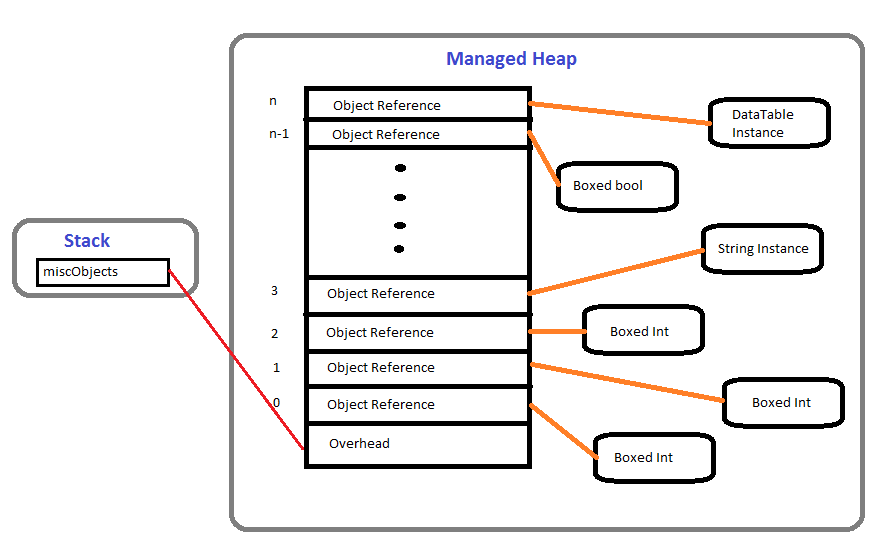 Managed Heap
n
Object Reference
DataTable
Instance
n-1
Object Reference
Boxed bool
Stack
miscObjects
String Instance
3
Object Reference
2
Object Reference
Boxed Int
1
Object Reference
Boxed Int
0
Object Reference
Overhead
Boxed Int